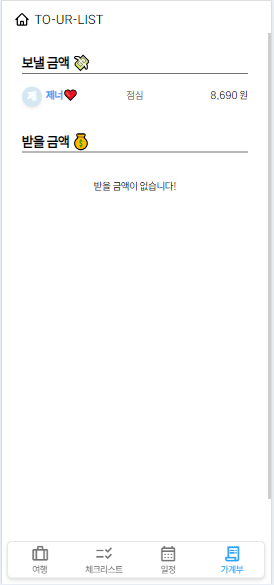 TO-UR-LIST
보낼 금액
제너 점심 8,690 원
받을 금액
받을 금액이 없습니다!
여행 체크리스트 일정 가계부